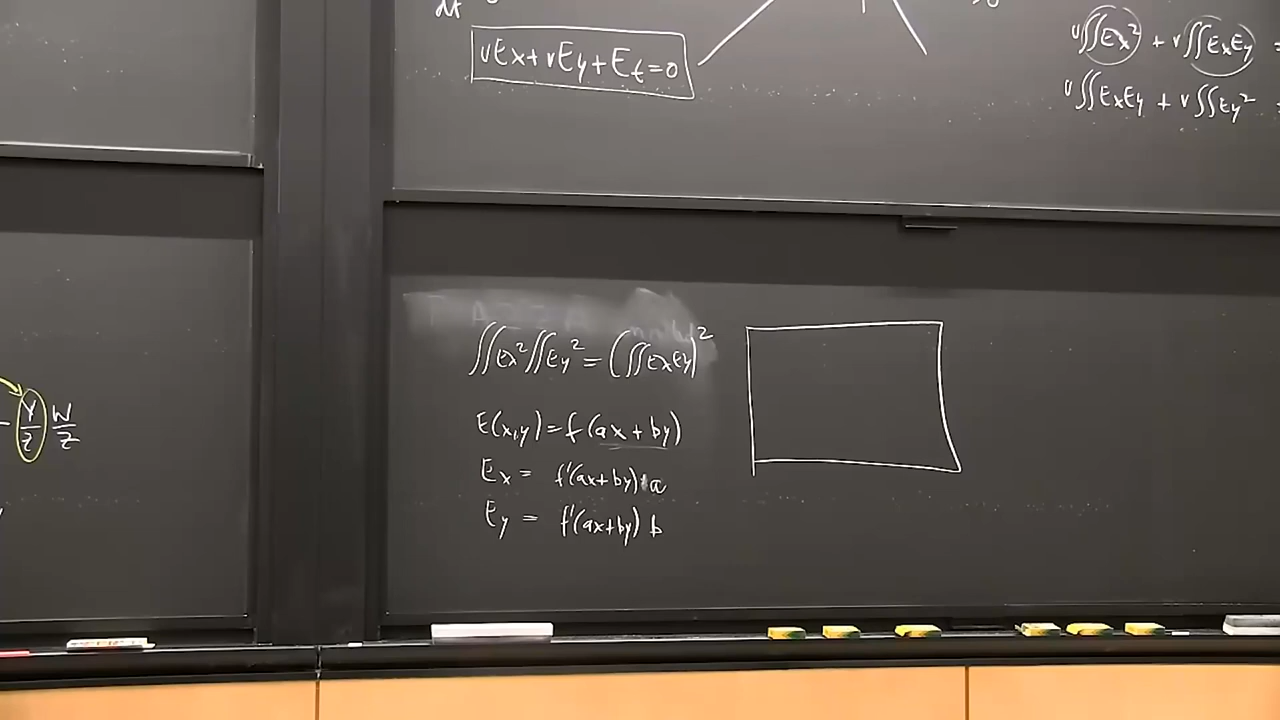 uEx+vEy+Et=0
u∬Ex² + v∬ExEy =
u∬ExEy + v∬Ey² =
Y/Z W/Z
∬Ex²∬Ey² = (∬ExEy)²
E(x,y)=f(ax+by)
Ex = f'(ax+by)·a
Ey = f'(ax+by) b